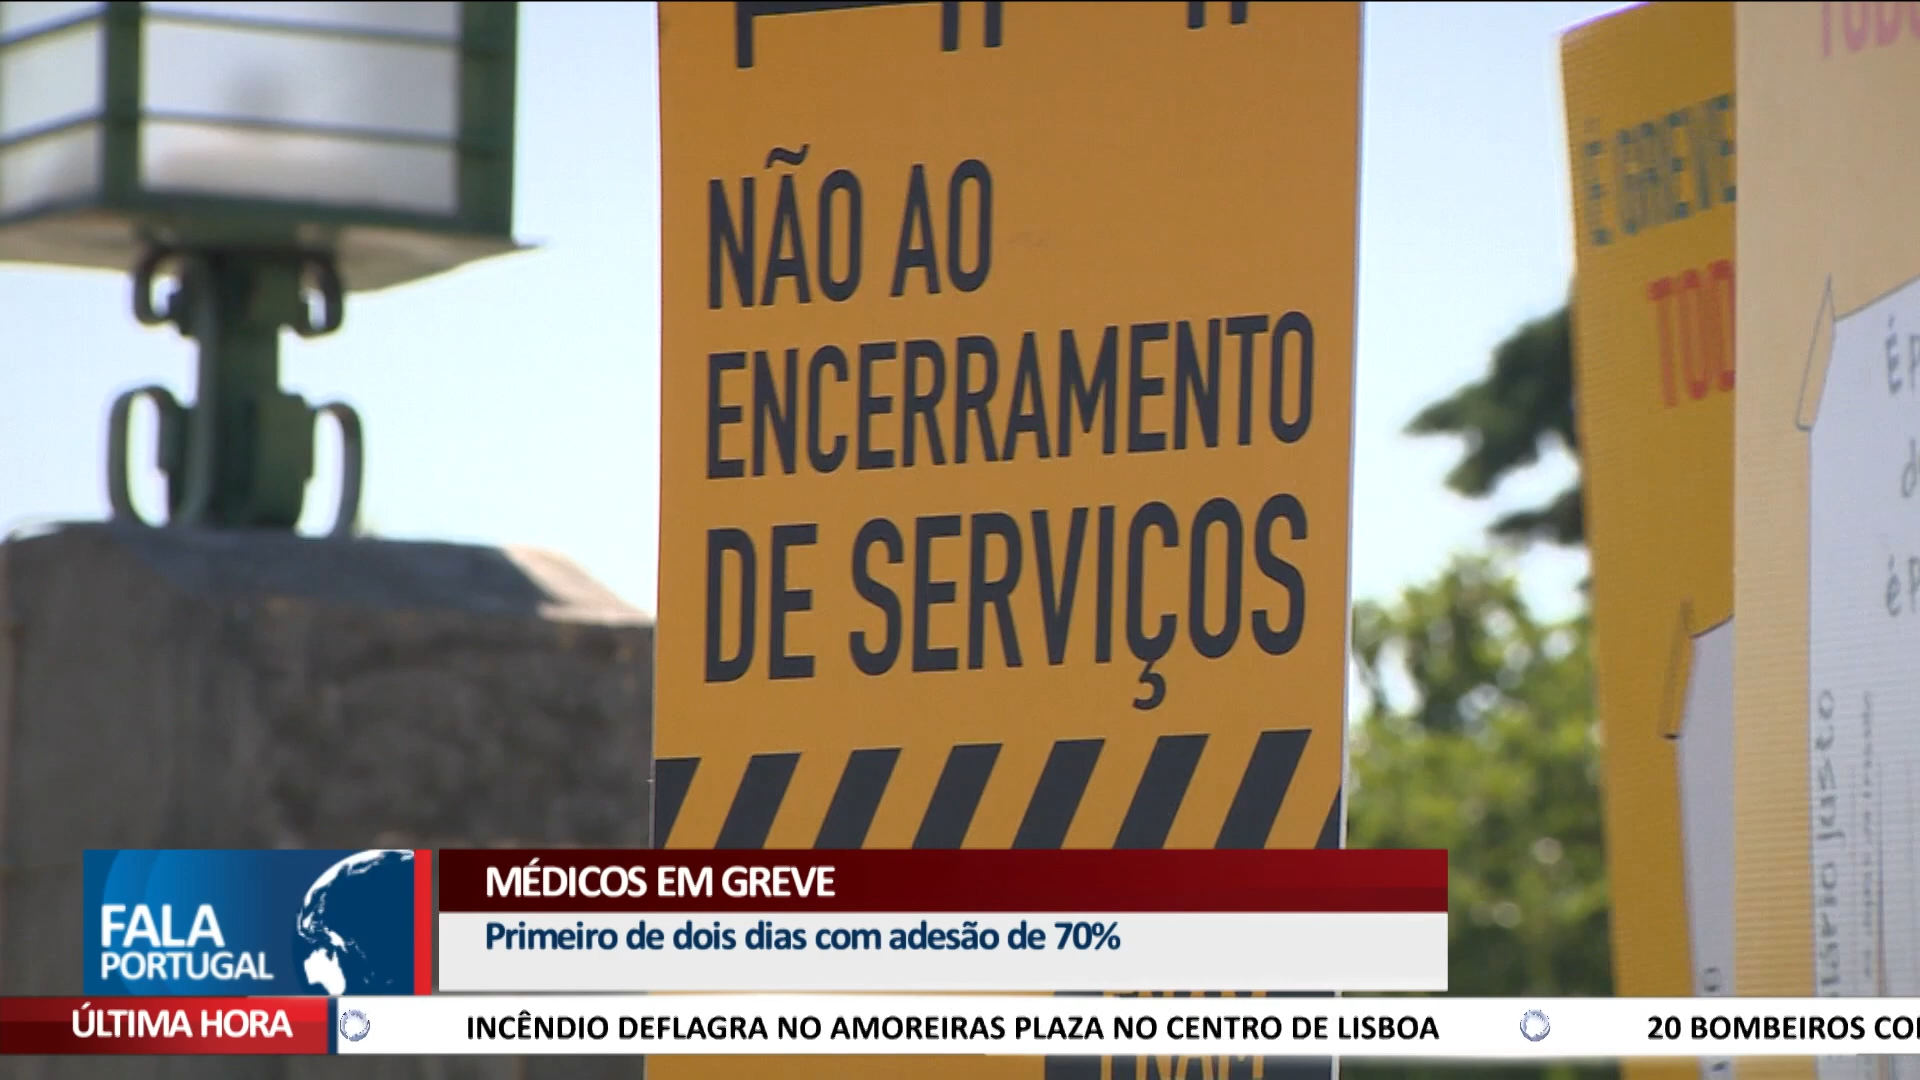 NÃO AO
ENCERRAMENTO
DE SERVIÇOS
É GREVE
É
É
é
MÉDICOS EM GREVE
Primeiro de dois dias com adesão de 70%
FALA
PORTUGAL
ÚLTIMA HORA
INCÊNDIO DEFLAGRA NO AMOREIRAS PLAZA NO CENTRO DE LISBOA
20 BOMBEIROS